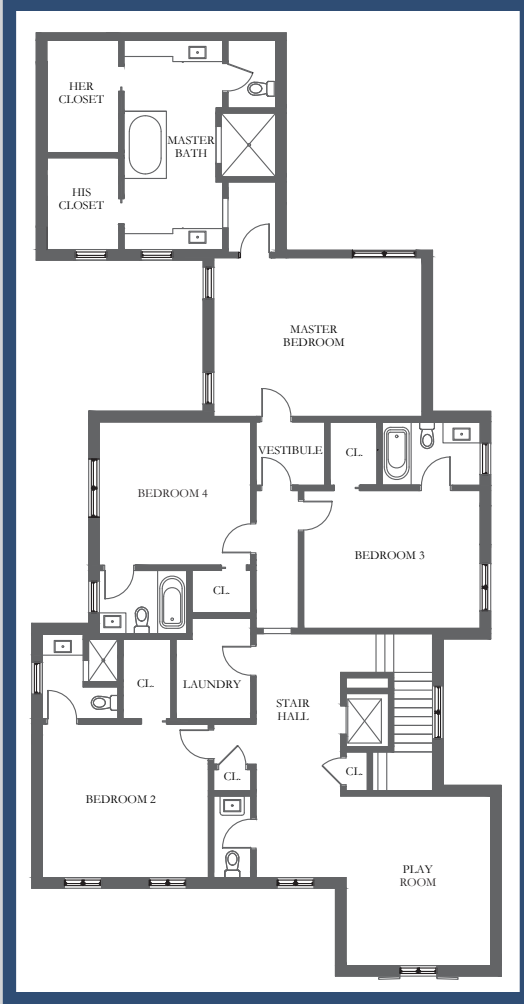 HER
CLOSET
MASTER
BATH
HIS
CLOSET
MASTER
BEDROOM
VESTIBULE
CL.
BEDROOM 4
BEDROOM 3
CL.
CL.
LAUNDRY
STAIR
HALL
CL.
CL.
BEDROOM 2
PLAY
ROOM